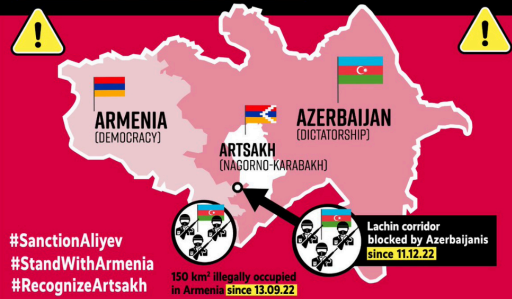 ARMENIA
(DEMOCRACY)
AZERBAIJAN
(DICTATORSHIP)
ARTSAKH
(NAGORNO-KARABAKH)
#SanctionAliyev
#StandWithArmenia
#RecognizeArtsakh
150 km² illegally occupied
in Armenia since 13.09.22
Lachin corridor
blocked by Azerbaijanis
since 11.12.22